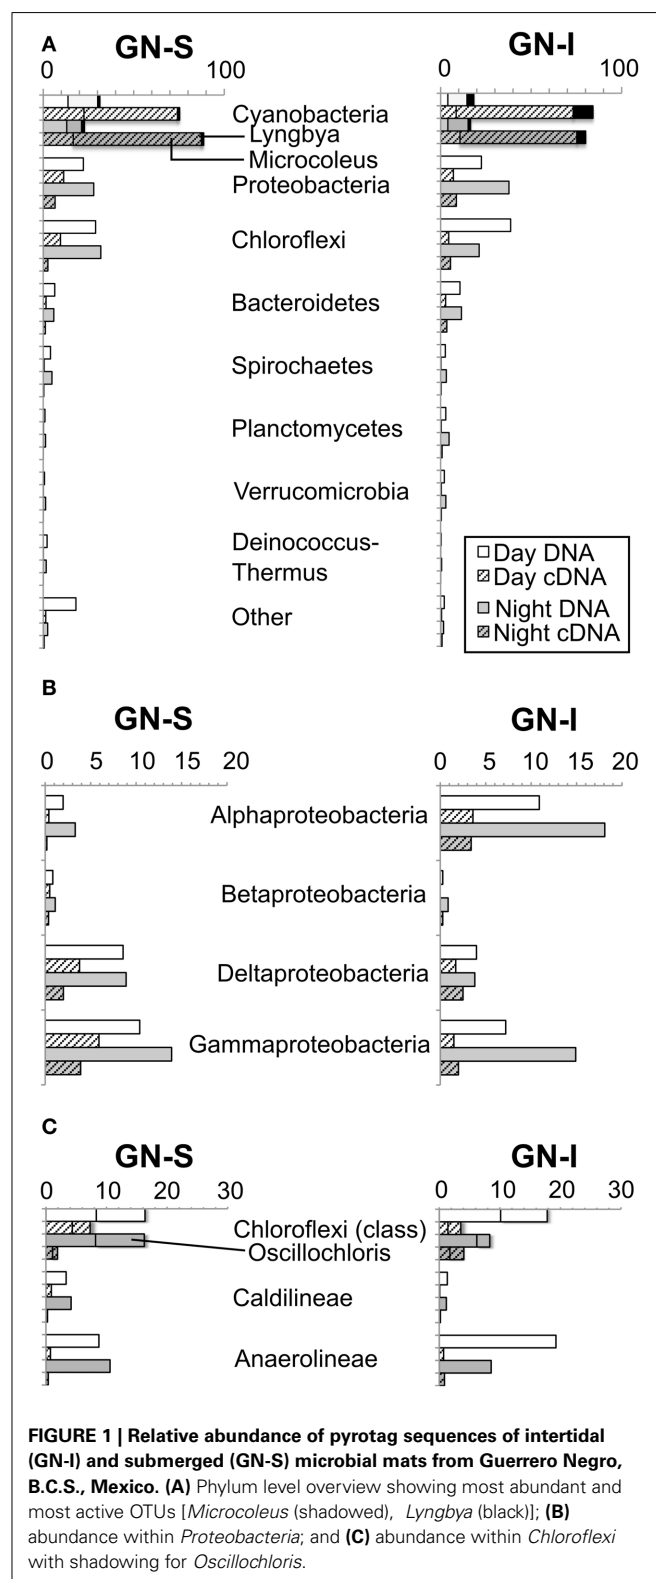 A
GN-S
GN-I
0 100
0 100
Cyanobacteria
Lyngbya
Microcoleus
Proteobacteria
Chloroflexi
Bacteroidetes
Spirochaetes
Planctomycetes
Verrucomicrobia
Deinococcus-
Thermus
Other
Day DNA
Day cDNA
Night DNA
Night cDNA
B
GN-S
GN-I
0 5 10 15 20
0 5 10 15 20
Alphaproteobacteria
Betaproteobacteria
Deltaproteobacteria
Gammaproteobacteria
C
GN-S
GN-I
0 10 20 30
0 10 20 30
Chloroflexi (class)
Oscillochloris
Caldilineae
Anaerolineae
FIGURE 1 | Relative abundance of pyrotag sequences of intertidal
(GN-I) and submerged (GN-S) microbial mats from Guerrero Negro,
B.C.S., Mexico. (A) Phylum level overview showing most abundant and
most active OTUs [Microcoleus (shadowed), Lyngbya (black)]; (B)
abundance within Proteobacteria; and (C) abundance within Chloroflexi
with shadowing for Oscillochloris.